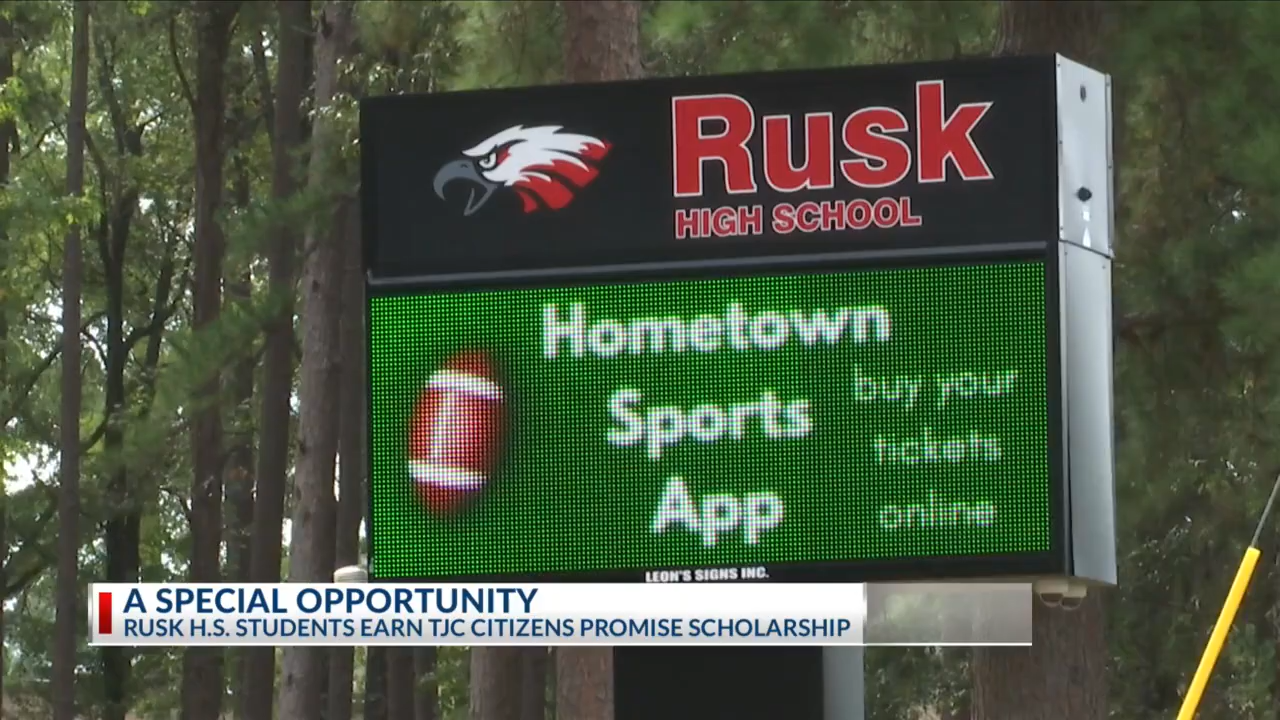 Rusk
HIGH SCHOOL
Hometown
Sports
App
buy your
tickets
online
LEON'S SIGNS INC.
A SPECIAL OPPORTUNITY
RUSK H.S. STUDENTS EARN TJC CITIZENS PROMISE SCHOLARSHIP